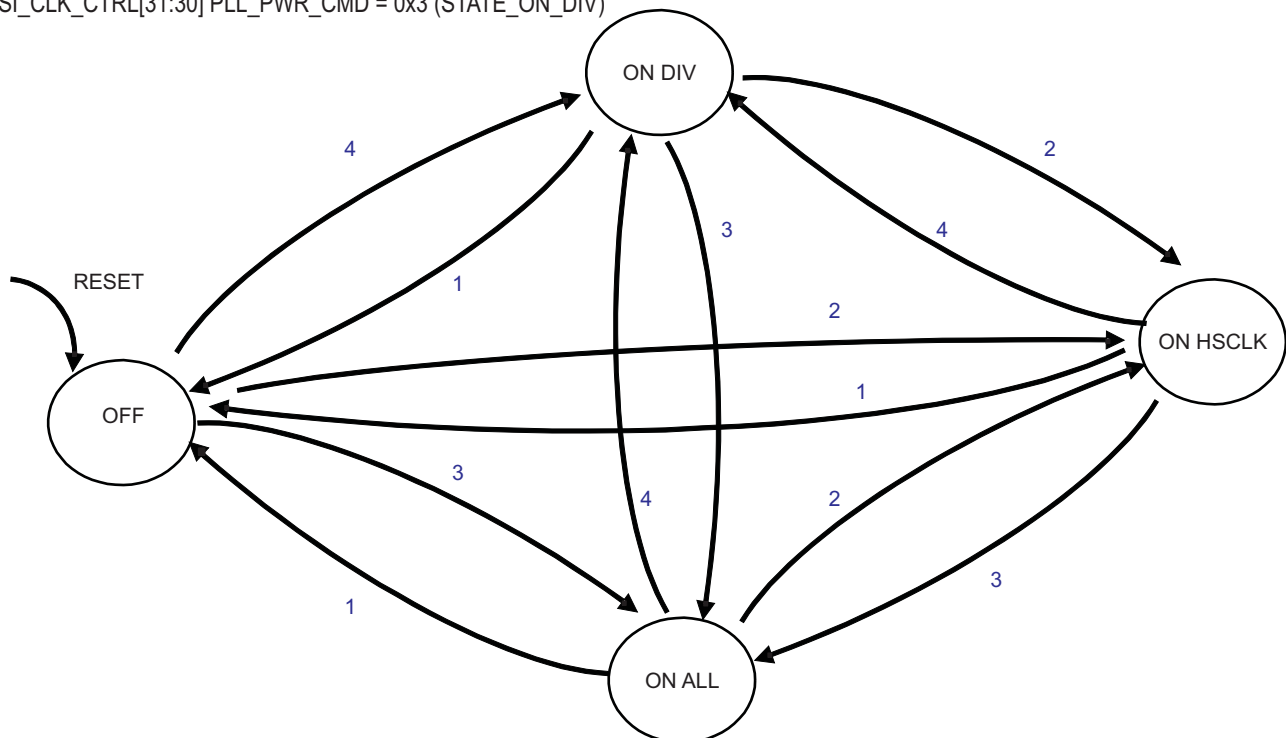 SI_CLK_CTRL[31:30] PLL_PWR_CMD = 0x3 (STATE_ON_DIV)
ON DIV
4
2
3
4
1
RESET
2
ON HSCLK
1
OFF
3
4
2
3
1
ON ALL